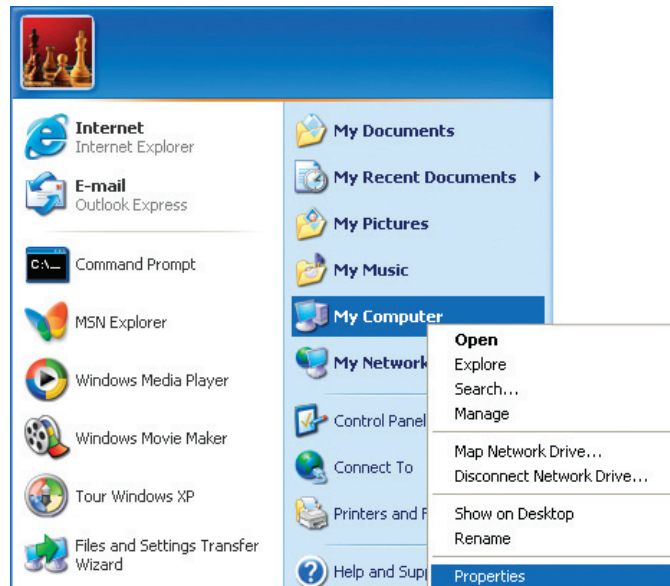 Internet
Internet Explorer
E-mail
Outlook Express
C:\_
Command Prompt
MSN Explorer
Windows Media Player
Windows Movie Maker
Tour Windows XP
Files and Settings Transfer
Wizard
My Documents
My Recent Documents
My Pictures
My Music
My Computer
My Network
Control Panel
Connect To
Printers and F
Help and Supp
Open
Explore
Search...
Manage
Map Network Drive...
Disconnect Network Drive...
Show on Desktop
Rename
Properties